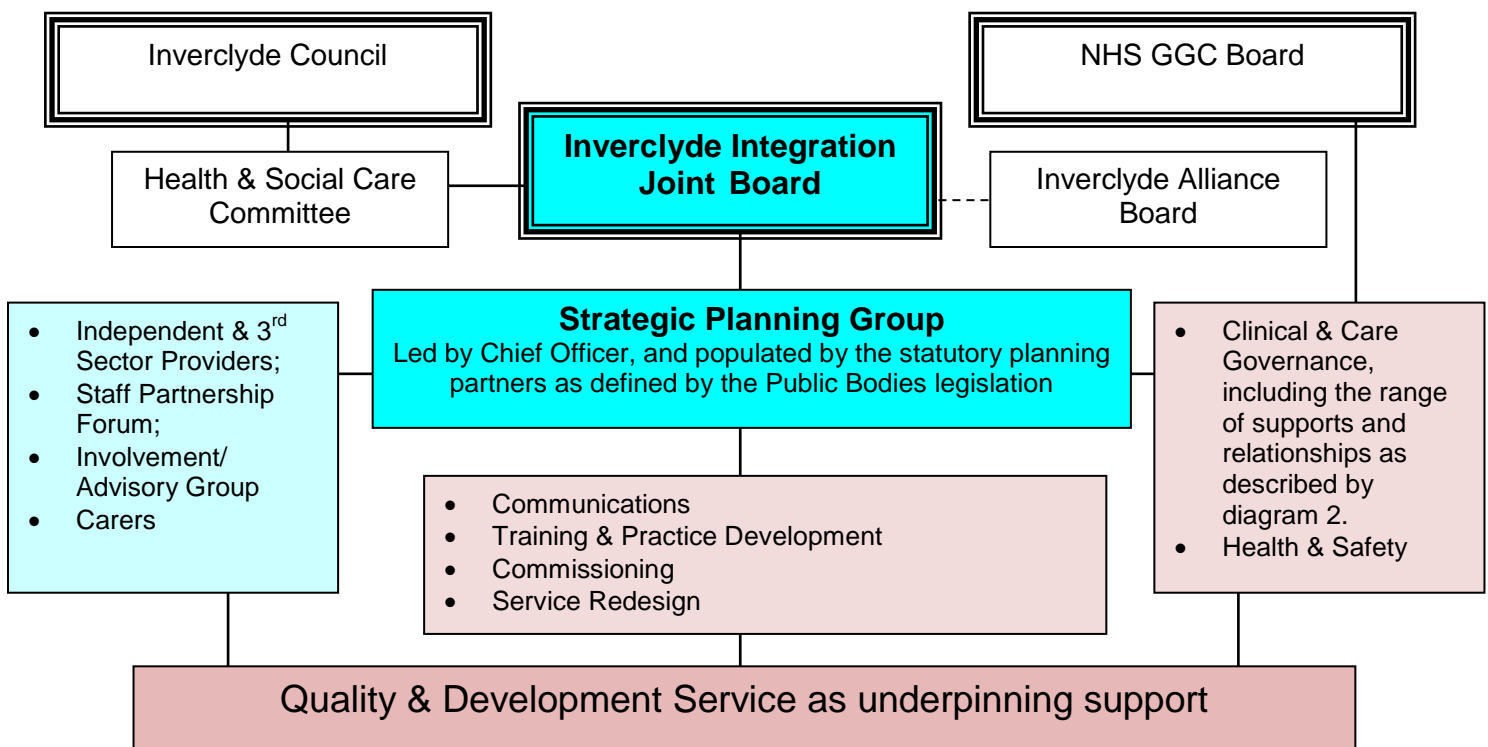 Inverclyde Council
NHS GGC Board
Inverclyde Integration
Joint Board
Health & Social Care
Committee
Inverclyde Alliance
Board
Strategic Planning Group
Led by Chief Officer, and populated by the statutory planning
partners as defined by the Public Bodies legislation
• Independent & 3rd
Sector Providers;
• Staff Partnership
Forum;
• Involvement/
Advisory Group
• Carers
• Communications
• Training & Practice Development
• Commissioning
• Service Redesign
• Clinical & Care
Governance,
including the range
of supports and
relationships as
described by
diagram 2.
• Health & Safety
Quality & Development Service as underpinning support